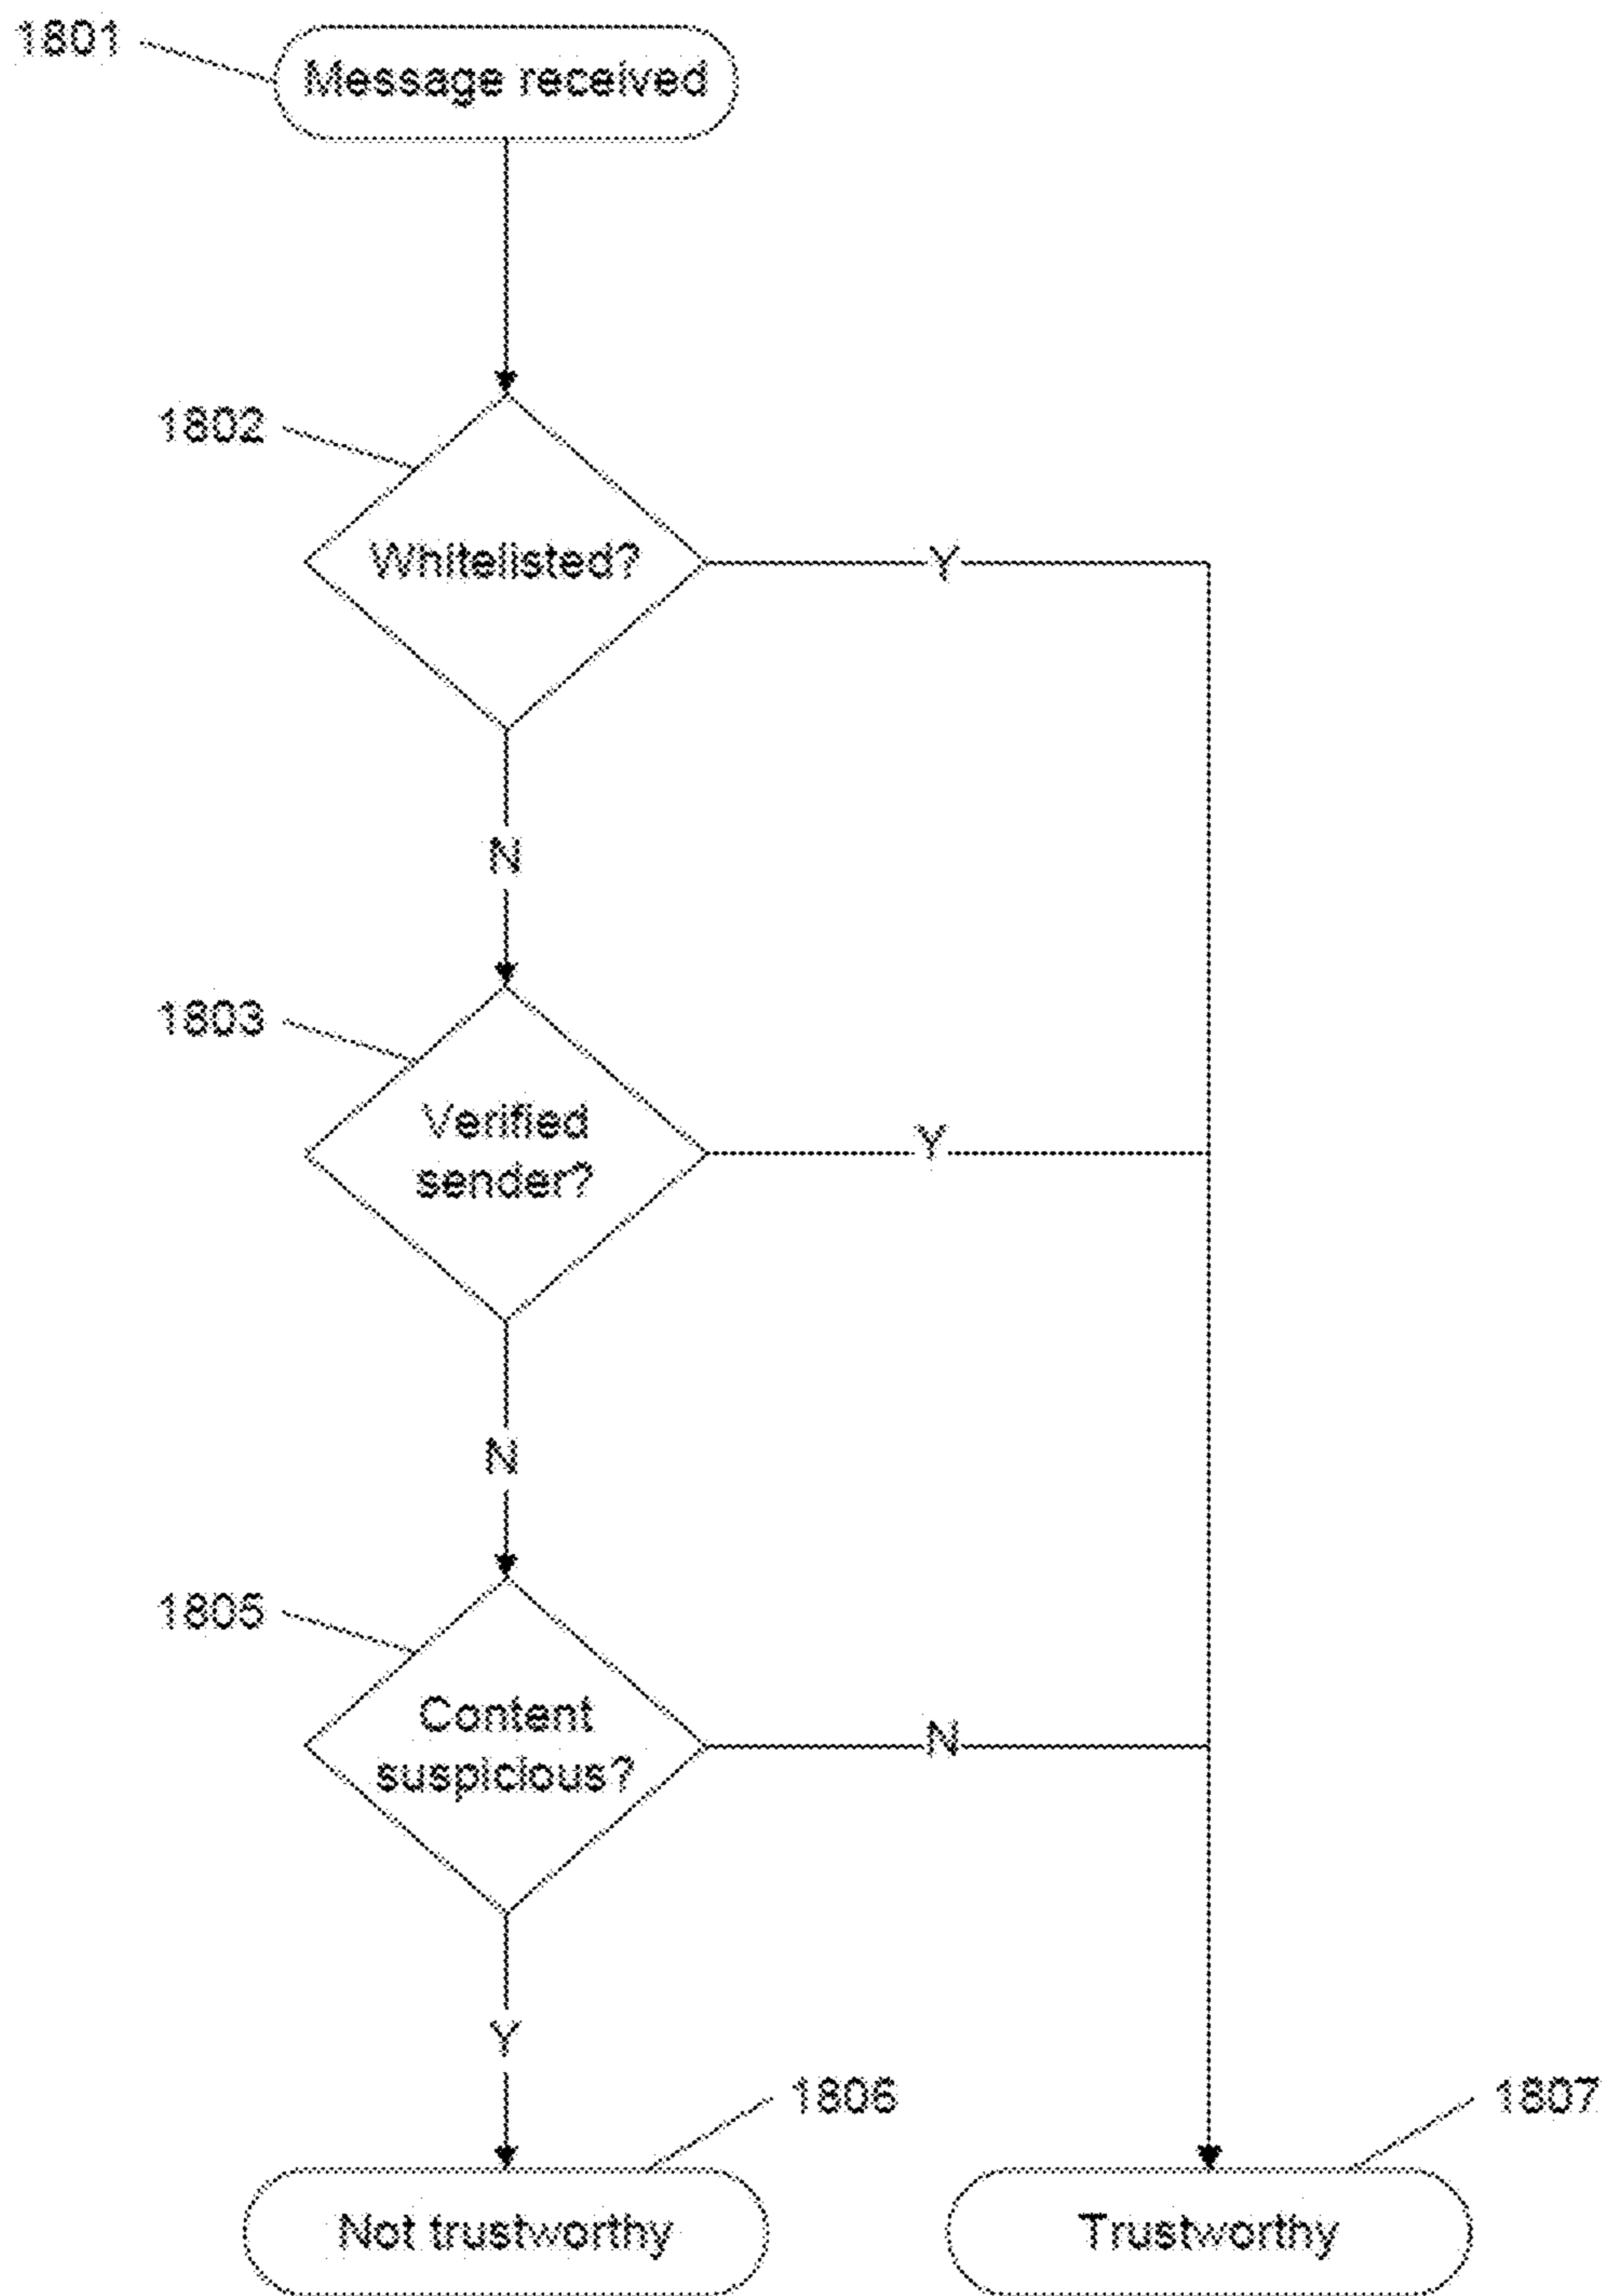 1801
Message received
1802
Whitelisted?
Y
N
1803
Verified
sender?
Y
N
1805
Content
suspicious?
N
Y
1806
1807
Not trustworthy
Trustworthy